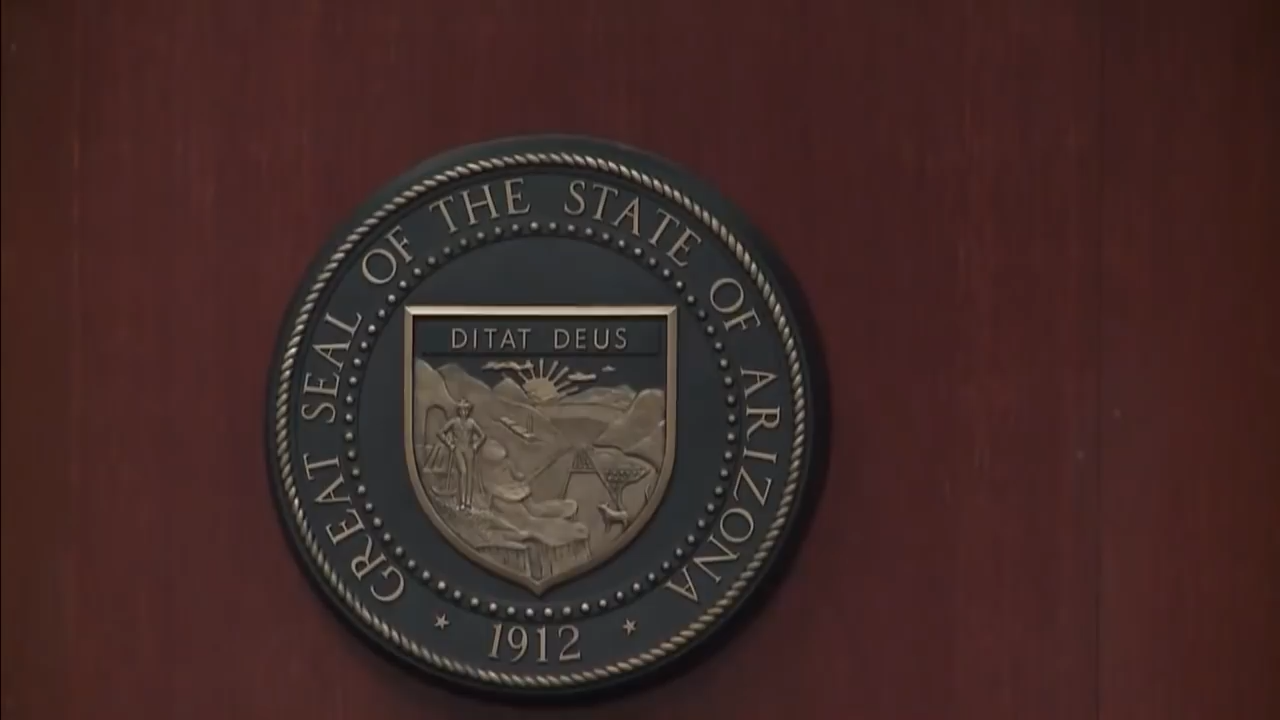 GREAT SEAL OF THE STATE OF ARIZONA
DITAT DEUS
1912